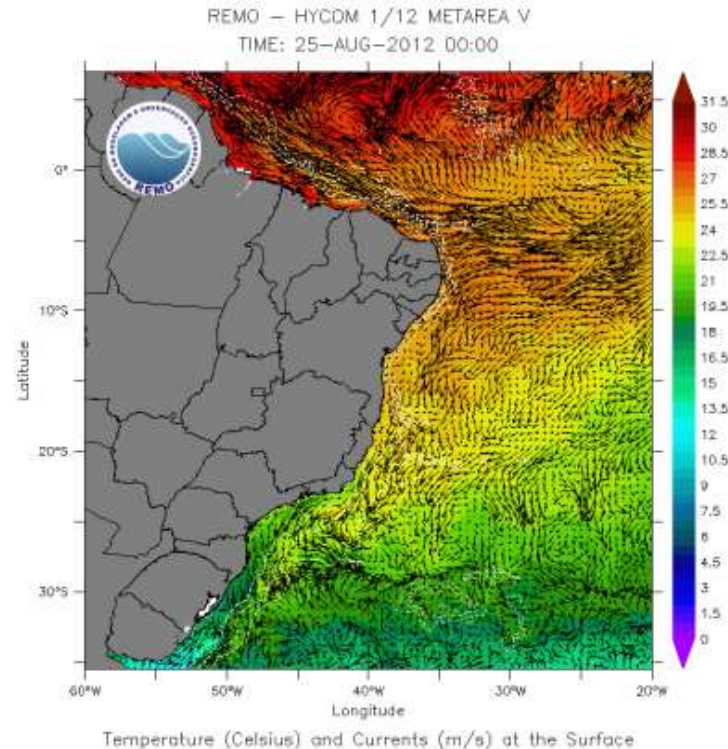 REMO – HYCOM 1/12 METAREA V
TIME: 25-AUG-2012 00:00
REMO
0°
10°S
20°S
30°S
Latitude
60°W
50°W
40°W
30°W
20°W
Longitude
31.5
30
28.5
27
25.5
24
22.5
21
19.5
18
16.5
15
13.5
12
10.5
9
7.5
6
4.5
3
1.5
0
Temperature (Celsius) and Currents (m/s) at the Surface